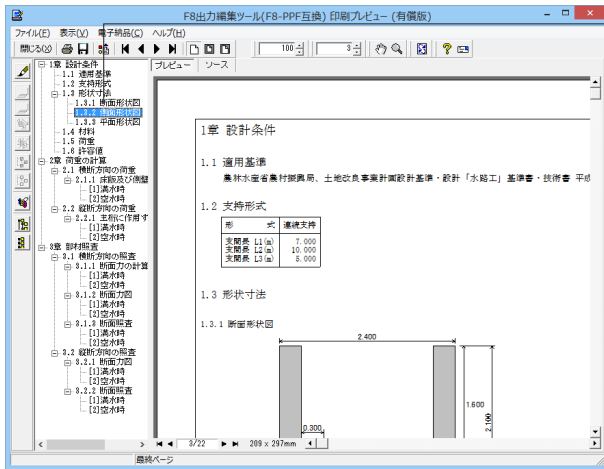 F8出力編集ツール(F8-PPF互換) 印刷プレビュー (有償版)
ファイル(F) 表示(V) 電子納品(C) ヘルプ(H)
閉じる(X)
100
3
プレビュー ソース
1章 設計条件
1.1 適用基準
1.2 支持形式
1.3 形状寸法
1.3.1 断面形状図
1.3.2 側面形状図
1.3.3 平面形状図
1.4 材料
1.5 荷重
1.6 許容値
2章 荷重の計算
2.1 横断方向の荷重
2.1.1 床版及び側壁
[1]満水時
[2]空水時
2.2 縦断方向の荷重
2.2.1 主桁に作用す
[1]満水時
[2]空水時
3章 部材照査
3.1 横断方向の照査
3.1.1 断面力の計算
[1]満水時
[2]空水時
3.1.2 断面力図
[1]満水時
[2]空水時
3.1.3 断面照査
[1]満水時
[2]空水時
3.2 縦断方向の照査
3.2.1 断面力図
[1]満水時
[2]空水時
3.2.2 断面照査
[1]満水時
[2]空水時
1章 設計条件
1.1 適用基準
農林水産省農村振興局、土地改良事業計画設計基準・設計「水路工」基準書・技術書 平成
1.2 支持形式
形 式 連続支持
支間長 L1(m) 7.000
支間長 L2(m) 10.000
支間長 L3(m) 5.000
1.3 形状寸法
1.3.1 断面形状図
2.400
1.600
2.100
0.300
3/22
209 x 297mm
最終ページ